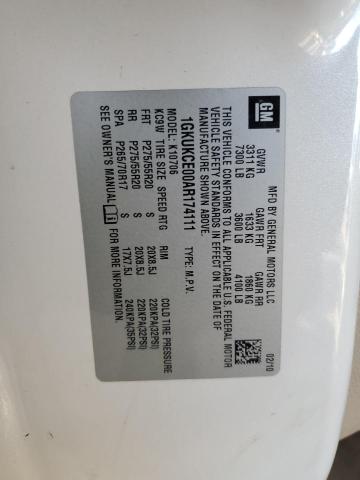 GM
MFD BY GENERAL MOTORS LLC
02/10
GVWR GAWR FRT GAWR RR
3311 KG 1633 KG 1860 KG
7300 LB 3600 LB 4100 LB
THIS VEHICLE CONFORMS TO ALL APPLICABLE U.S. FEDERAL MOTOR
VEHICLE SAFETY STANDARDS IN EFFECT ON THE DATE OF
MANUFACTURE SHOWN ABOVE.
1GKUKCE00AR174111 TYPE: M.P.V.
MODEL: K10706
KC9W TIRE SIZE SPEED RTG RIM COLD TIRE PRESSURE
FRT P275/55R20 S 20X8.5J 220KPA(32PSI)
RR P275/55R20 S 20X8.5J 220KPA(32PSI)
SPA P265/70R17 S 17X7.5J 240KPA(35PSI)
SEE OWNER'S MANUAL FOR MORE INFORMATION.